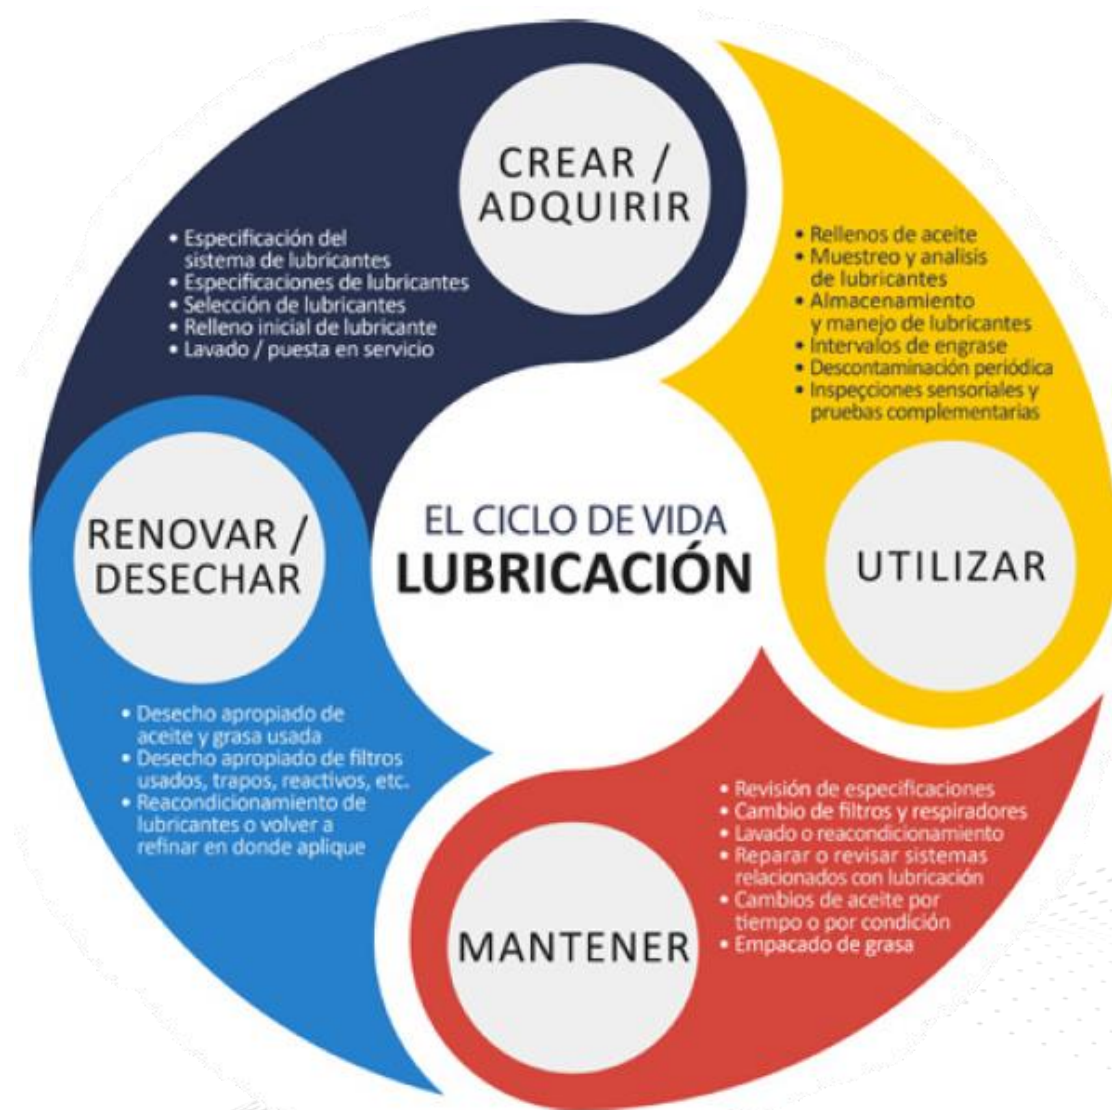 CREAR /
ADQUIRIR
• Especificación del
sistema de lubricantes
• Especificaciones de lubricantes
• Selección de lubricantes
• Relleno inicial de lubricante
• Lavado / puesta en servicio
• Rellenos de aceite
• Muestreo y analisis
de lubricantes
• Almacenamiento
y manejo de lubricantes
• Intervalos de engrase
• Descontaminación periódica
• Inspecciones sensoriales y
pruebas complementarias
UTILIZAR
EL CICLO DE VIDA
LUBRICACIÓN
RENOVAR /
DESECHAR
• Desecho apropiado de
aceite y grasa usada
• Desecho apropiado de filtros
usados, trapos, reactivos, etc.
• Reacondicionamiento de
lubricantes o volver a
refinar en donde aplique
• Revisión de especificaciones
• Cambio de filtros y respiradores
• Lavado o reacondicionamiento
• Reparar o revisar sistemas
relacionados con lubricación
• Cambios de aceite por
tiempo o por condición
• Empacado de grasa
MANTENER